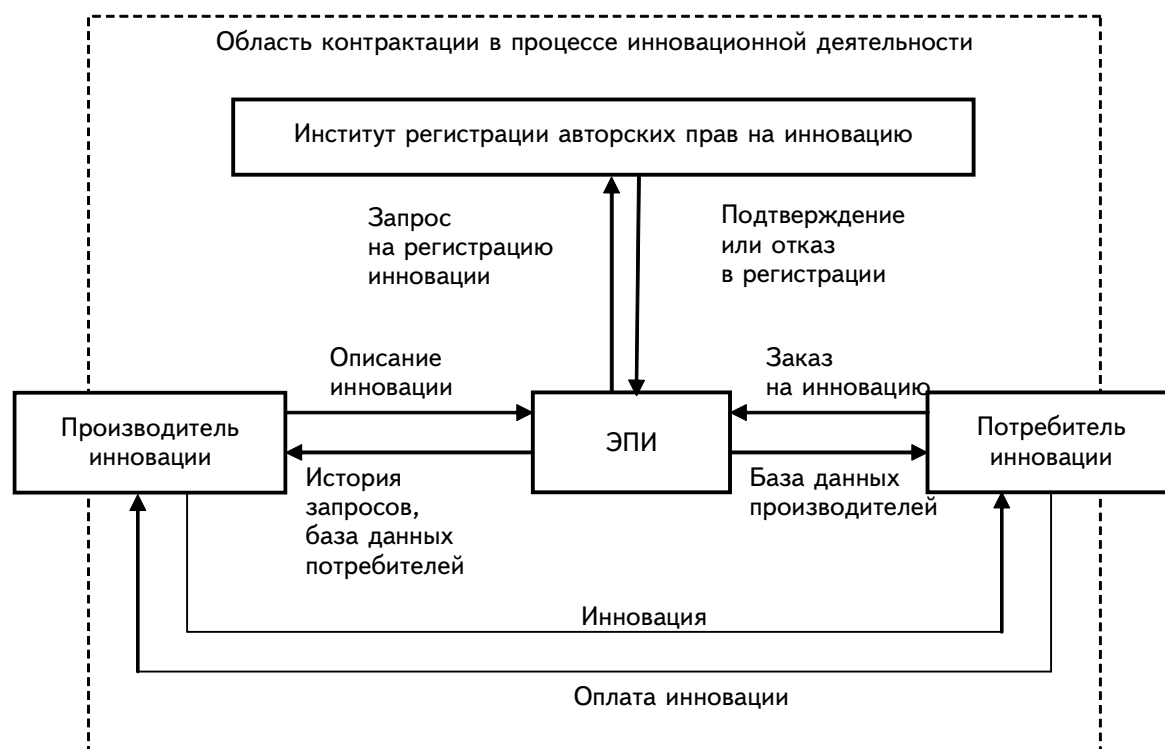 Область контрактации в процессе инновационной деятельности
Институт регистрации авторских прав на инновацию
Запрос
на регистрацию
инновации
Подтверждение
или отказ
в регистрации
Описание
инновации
Заказ
на инновацию
Производитель
инновации
ЭПИ
Потребитель
инновации
История
запросов,
база данных
потребителей
База данных
производителей
Инновация
Оплата инновации